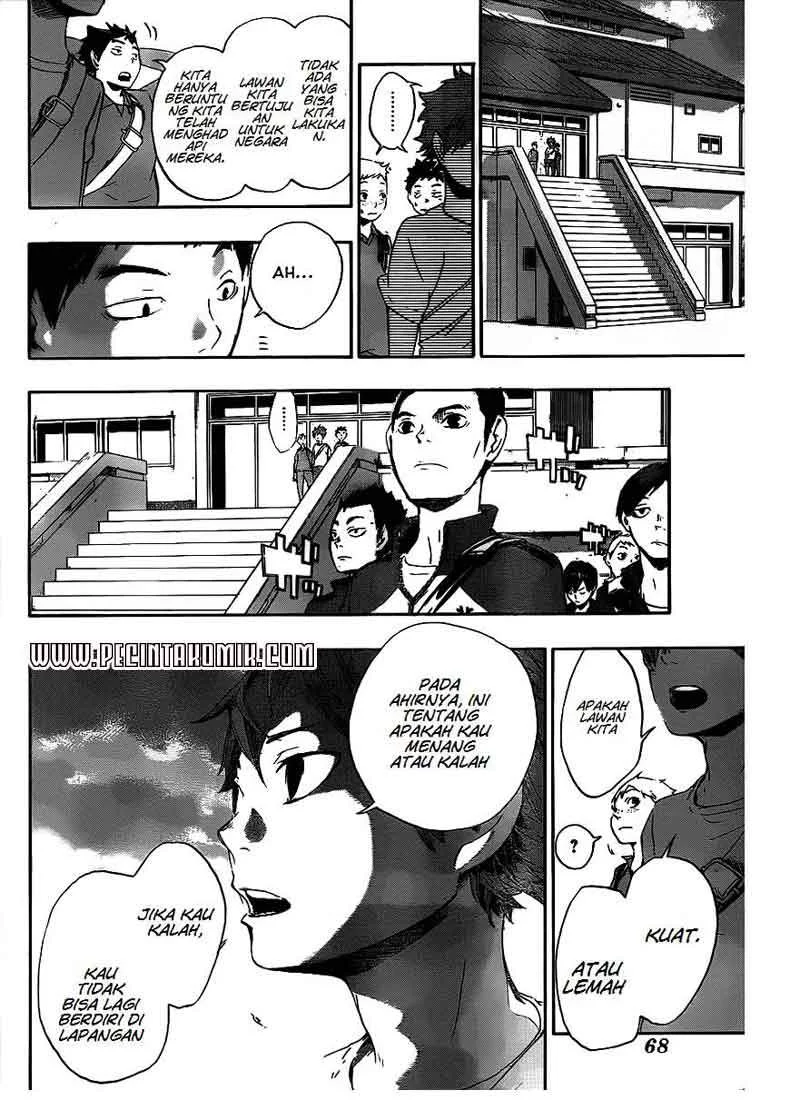 TIDAK
ADA
YANG
BISA
KITA
LAKUKA
N.
LAWAN
KITA
BERTUJU
AN
UNTUK
NEGARA
KITA
HANYA
BERUNTU
NG KITA
TELAH
MENGHAD
API
MEREKA.
AH...
WWW.PECINTAKOMIK.COM
APAKAH
LAWAN
KITA
?
KUAT.
ATAU
LEMAH
PADA
AHIRNYA, INI
TENTANG
APAKAH KAU
MENANG
ATAU KALAH
JIKA KAU
KALAH,
KAU
TIDAK
BISA LAGI
BERDIRI DI
LAPANGAN
68